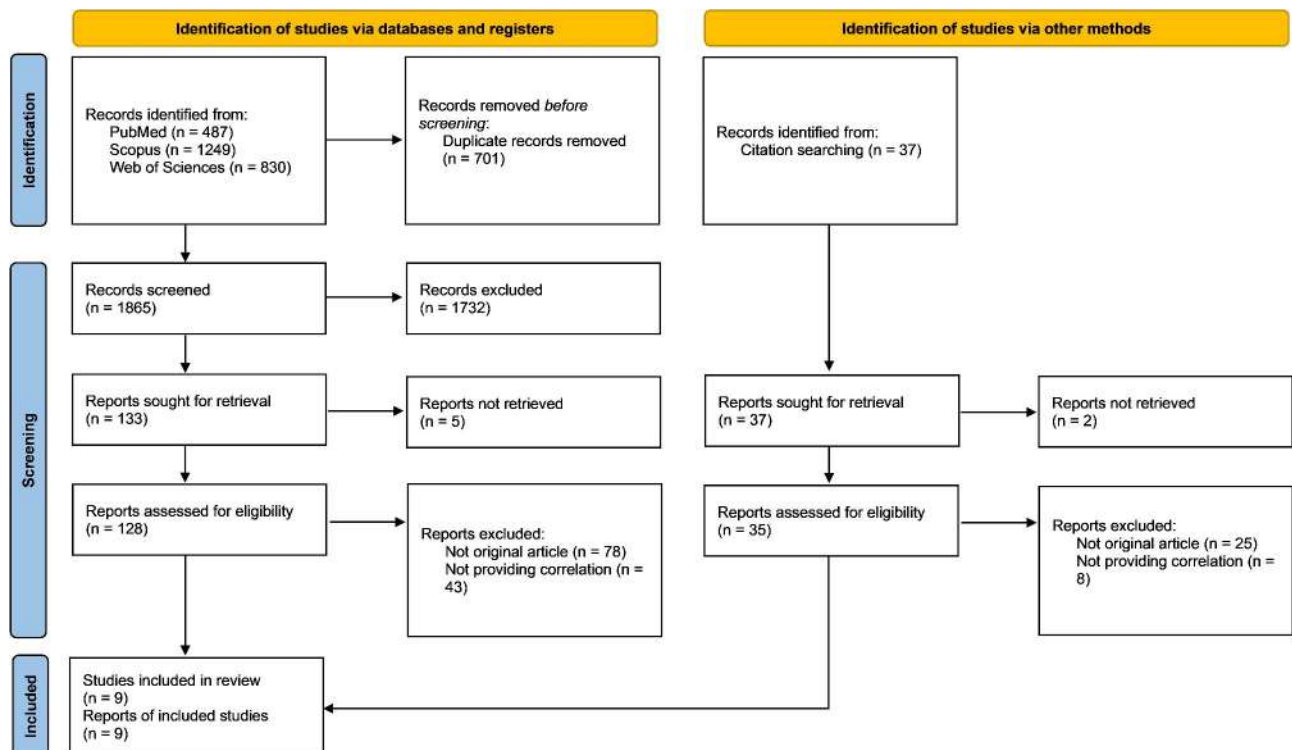 Identification of studies via databases and registers
Identification of studies via other methods
Identification
Records identified from:
PubMed (n = 487)
Scopus (n = 1249)
Web of Sciences (n = 830)
Records removed before
screening:
Duplicate records removed
(n = 701)
Records identified from:
Citation searching (n = 37)
Screening
Records screened
(n = 1865)
Records excluded
(n = 1732)
Reports sought for retrieval
(n = 133)
Reports not retrieved
(n = 5)
Reports sought for retrieval
(n = 37)
Reports not retrieved
(n = 2)
Reports assessed for eligibility
(n = 128)
Reports excluded:
Not original article (n = 78)
Not providing correlation (n =
43)
Reports assessed for eligibility
(n = 35)
Reports excluded:
Not original article (n = 25)
Not providing correlation (n =
8)
Included
Studies included in review
(n = 9)
Reports of included studies
(n = 9)